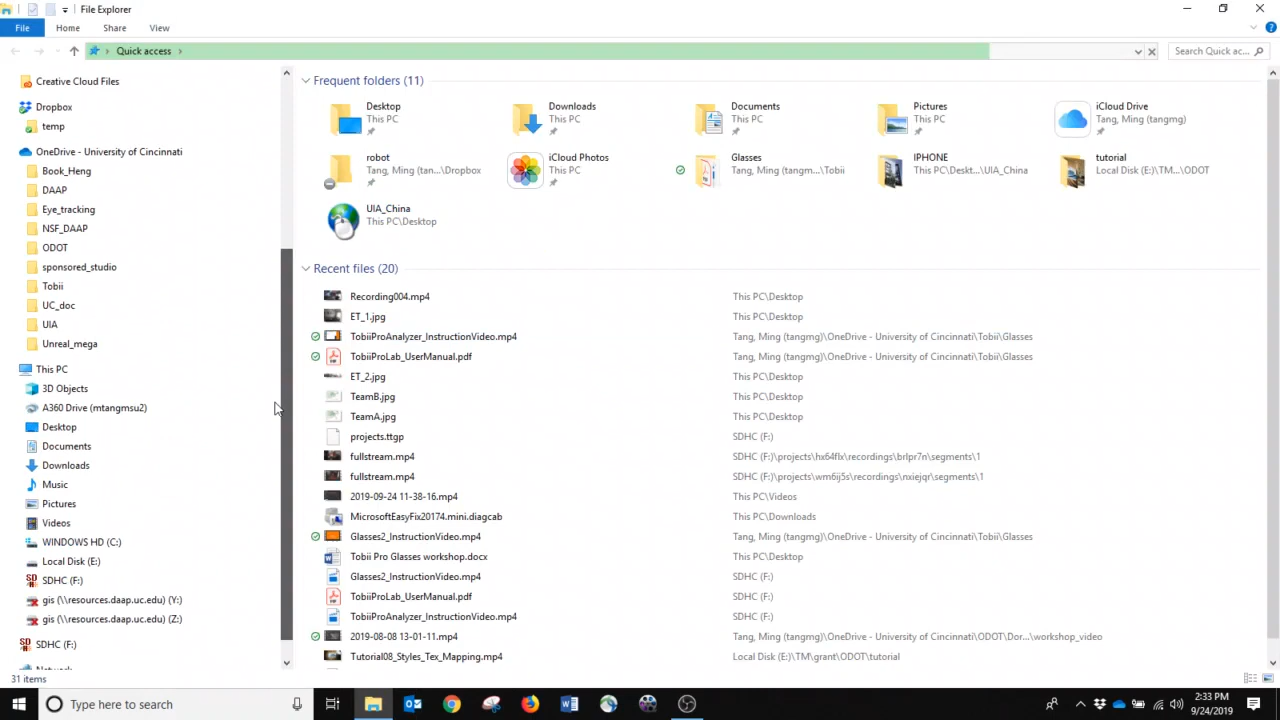 File Explorer
File Home Share View
Quick access
Search Quick ac...
Creative Cloud Files
Dropbox
temp
OneDrive - University of Cincinnati
Book_Heng
DAAP
Eye_tracking
NSF_DAAP
ODOT
sponsored_studio
Tobii
UC_doc
UIA
Unreal_mega
This PC
3D Objects
A360 Drive (mtangmsu2)
Desktop
Documents
Downloads
Music
Pictures
Videos
WINDOWS HD (C:)
Local Disk (E:)
SDHC (F:)
gis (\\resources.daap.uc.edu) (Y:)
gis (\\resources.daap.uc.edu) (Z:)
SDHC (F:)
Network
Frequent folders (11)
Desktop
This PC
Downloads
This PC
Documents
This PC
Pictures
This PC
iCloud Drive
Tang, Ming (tangmg)
robot
Tang, Ming (tan...\Dropbox
iCloud Photos
This PC
Glasses
Tang, Ming (tangm...\Tobii
IPHONE
This PC\Deskt...\UIA_China
tutorial
Local Disk (E:)\TM...\ODOT
UIA_China
This PC\Desktop
Recent files (20)
Recording004.mp4 This PC\Desktop
ET_1.jpg This PC\Desktop
TobiiProAnalyzer_InstructionVideo.mp4 Tang, Ming (tangmg)\OneDrive - University of Cincinnati\Tobii\Glasses
TobiiProLab_UserManual.pdf Tang, Ming (tangmg)\OneDrive - University of Cincinnati\Tobii\Glasses
ET_2.jpg This PC\Desktop
TeamB.jpg This PC\Desktop
TeamA.jpg This PC\Desktop
projects.ttgp SDHC (F:)
fullstream.mp4 SDHC (F:)\projects\hx64flx\recordings\brlpr7n\segments\1
fullstream.mp4 SDHC (F:)\projects\wm6ij5s\recordings\nxiejqr\segments\1
2019-09-24 11-38-16.mp4 This PC\Videos
MicrosoftEasyFix20174.mini.diagcab This PC\Downloads
Glasses2_InstructionVideo.mp4 Tang, Ming (tangmg)\OneDrive - University of Cincinnati\Tobii\Glasses
Tobii Pro Glasses workshop.docx This PC\Desktop
Glasses2_InstructionVideo.mp4 SDHC (F:)
TobiiProLab_UserManual.pdf SDHC (F:)
TobiiProAnalyzer_InstructionVideo.mp4 SDHC (F:)
2019-08-08 13-01-11.mp4 Tang, Ming (tangmg)\OneDrive - University of Cincinnati\ODOT\Dor...\workshop_video
Tutorial08_Styles_Tex_Mapping.mp4 Local Disk (E:)\TM\grant\ODOT\tutorial
31 items
Type here to search
2:33 PM
9/24/2019